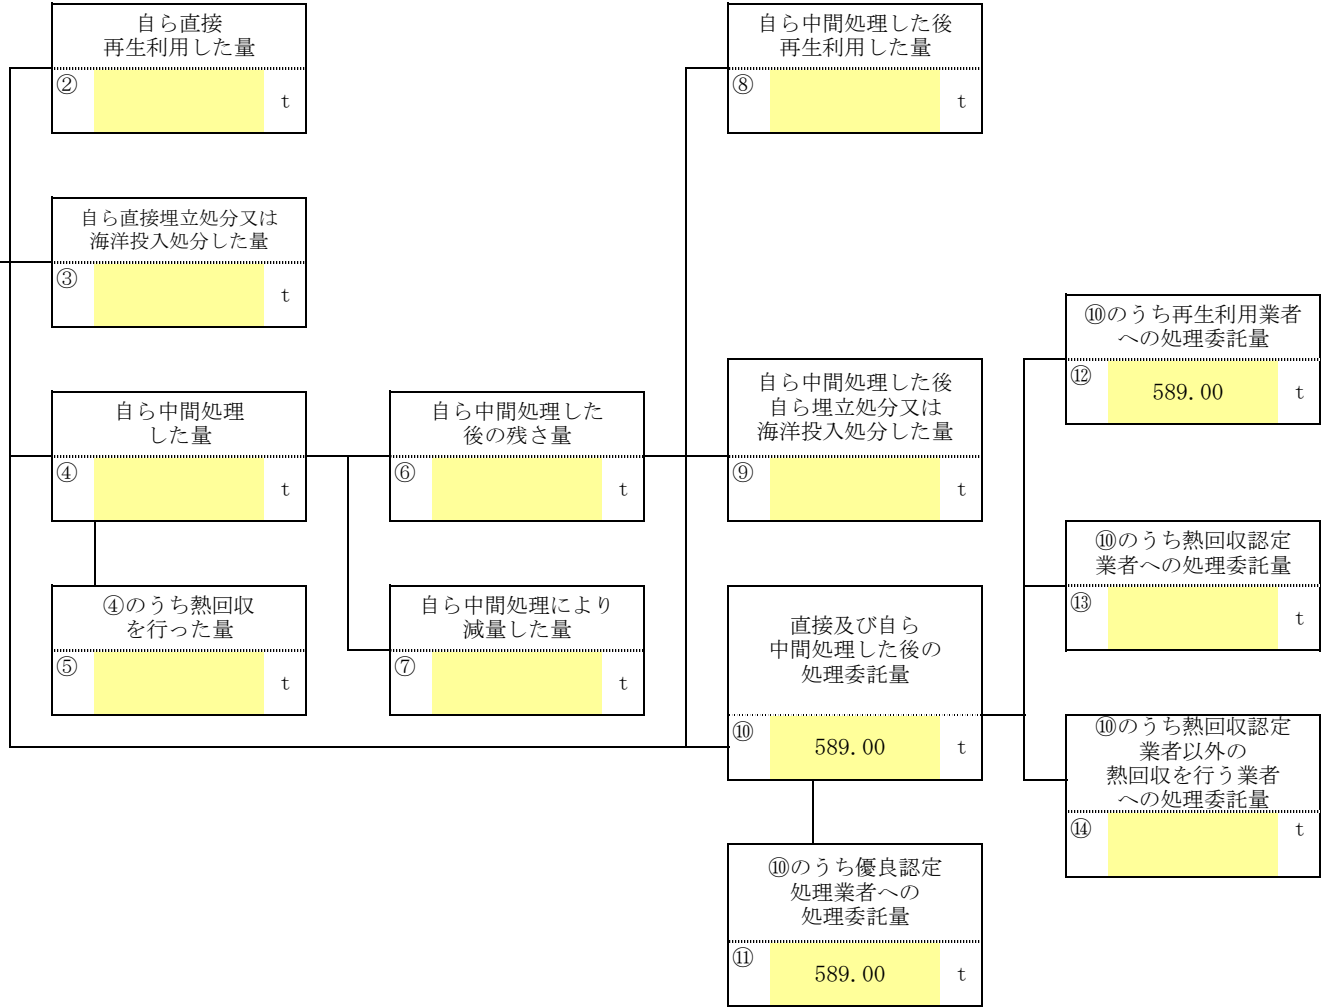 自ら直接
再生利用した量
②
t
自ら中間処理した後
再生利用した量
⑧
t
自ら直接埋立処分又は
海洋投入処分した量
③
t
自ら中間処理
した量
④
t
自ら中間処理した
後の残さ量
⑥
t
自ら中間処理した後
自ら埋立処分又は
海洋投入処分した量
⑨
t
⑩のうち再生利用業者
への処理委託量
⑫
589.00
t
④のうち熱回収
を行った量
⑤
t
自ら中間処理により
減量した量
⑦
t
直接及び自ら
中間処理した後の
処理委託量
⑩
589.00
t
⑩のうち熱回収認定
業者への処理委託量
⑬
t
⑩のうち熱回収認定
業者以外の
熱回収を行う業者
への処理委託量
⑭
t
⑩のうち優良認定
処理業者への
処理委託量
⑪
589.00
t